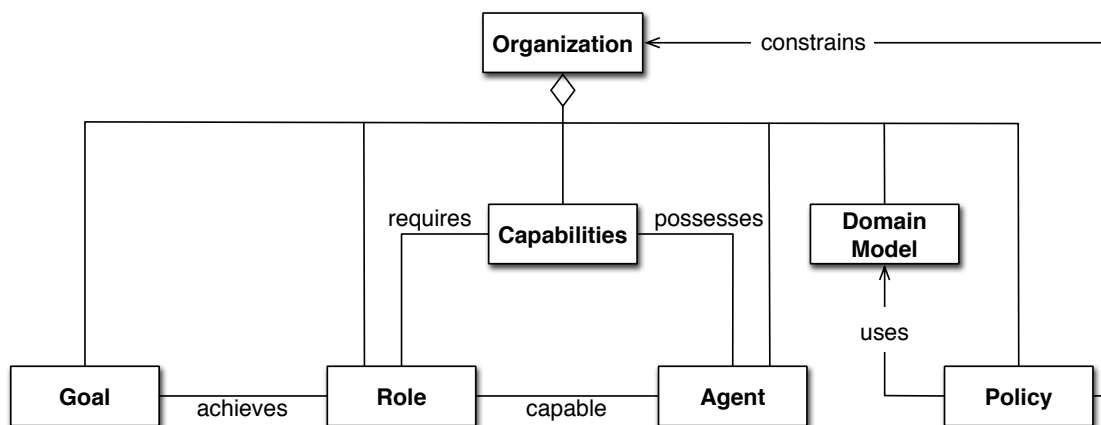 Organization
constrains
requires
Capabilities
possesses
Domain
Model
uses
Goal
achieves
Role
capable
Agent
Policy